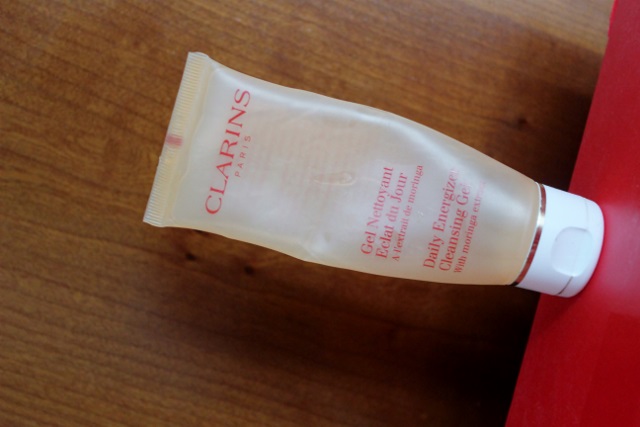 CLARINS
PARIS
Gel Nettoyant
Eclat du Jour
A l'extrait de moringa
Daily Energizer
Cleansing Gel
With moringa extract